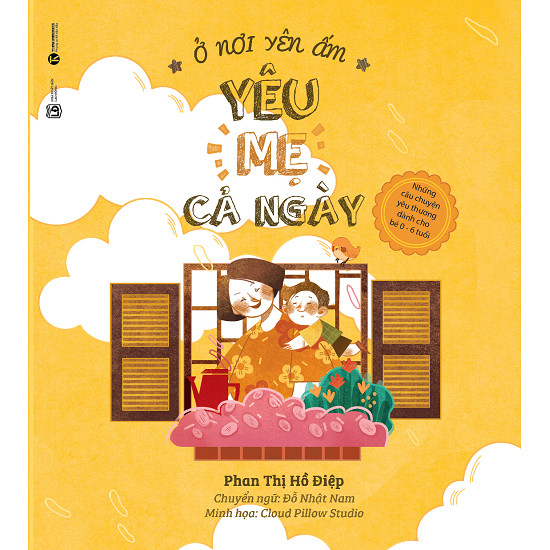 Ở NƠI YÊN ẤM
YÊU
MẸ
CẢ NGÀY
Những
câu chuyện
yêu thương
dành cho
bé 0 - 6 tuổi
Phan Thị Hồ Điệp
Chuyển ngữ: Đỗ Nhật Nam
Minh họa: Cloud Pillow Studio